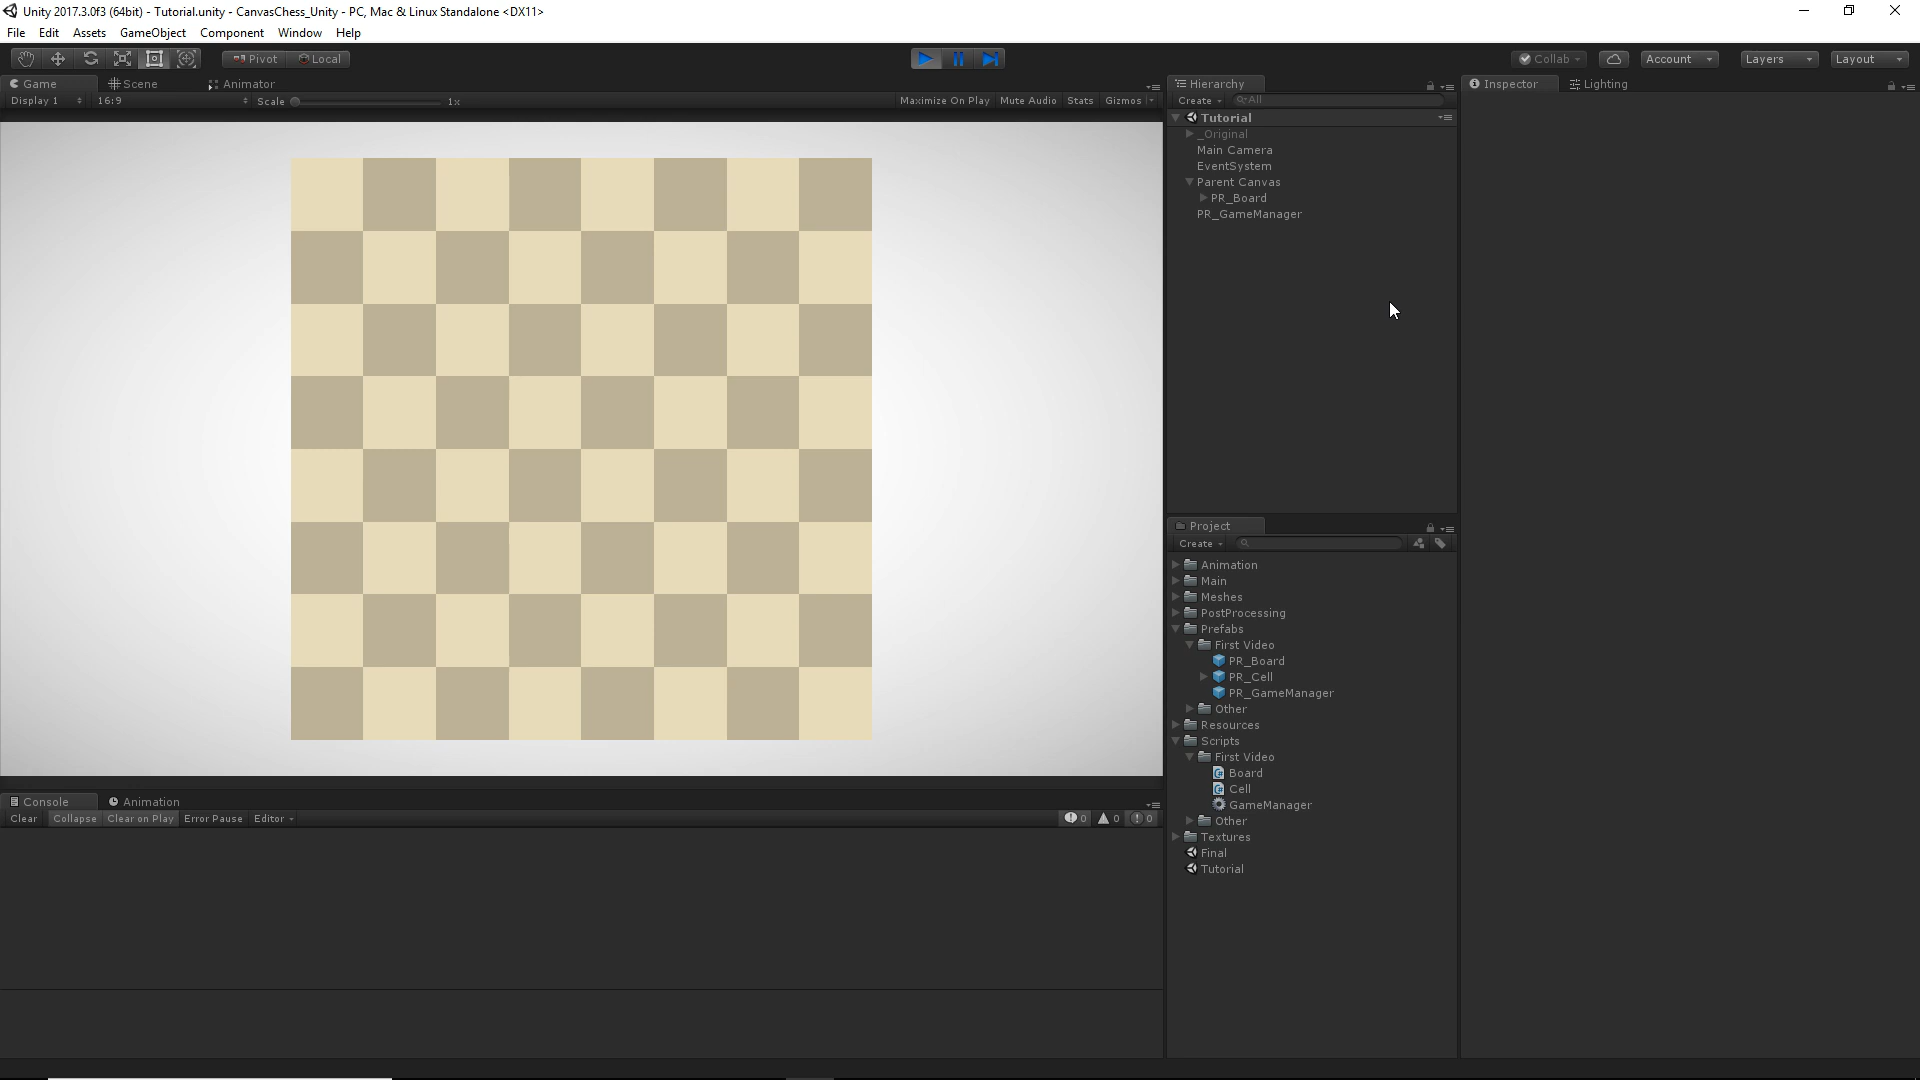 Unity 2017.3.0f3 (64bit) - Tutorial.unity - CanvasChess_Unity - PC, Mac & Linux Standalone <DX11>
File Edit Assets GameObject Component Window Help
Pivot Local Collab Account Layers Layout
Game Scene Animator
Display 1 16:9 Scale 1x Maximize On Play Mute Audio Stats Gizmos
Hierarchy
Create All
Tutorial
_Original
Main Camera
EventSystem
Parent Canvas
PR_Board
PR_GameManager
Inspector Lighting
Project
Create
Animation
Main
Meshes
PostProcessing
Prefabs
First Video
PR_Board
PR_Cell
PR_GameManager
Other
Resources
Scripts
First Video
Board
Cell
GameManager
Other
Textures
Final
Tutorial
Console Animation
Clear Collapse Clear on Play Error Pause Editor 0 0 0